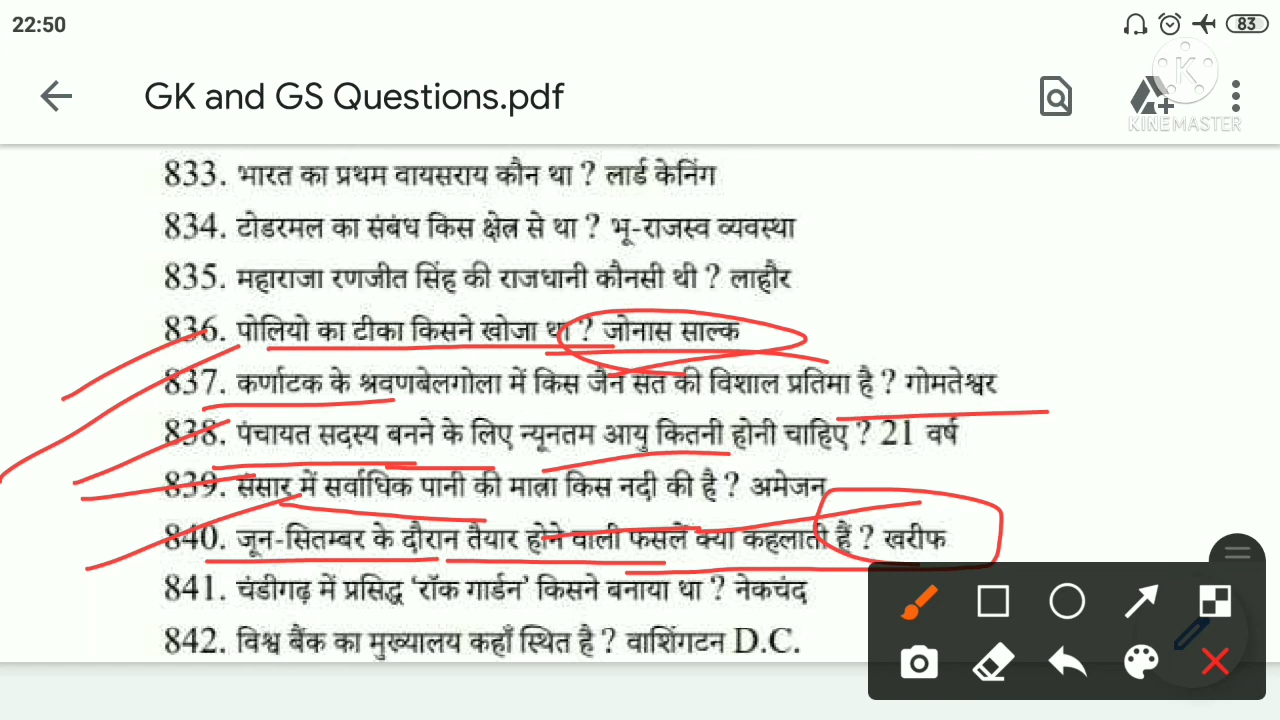 22:50
83
GK and GS Questions.pdf
KINEMASTER
833. भारत का प्रथम वायसराय कौन था ? लार्ड केनिंग
834. टोडरमल का संबंध किस क्षेत्र से था ? भू-राजस्व व्यवस्था
835. महाराजा रणजीत सिंह की राजधानी कौनसी थी ? लाहौर
836. पोलियो का टीका किसने खोजा था ? जोनास साल्क
837. कर्णाटक के श्रवणबेलगोला में किस जैन संत की विशाल प्रतिमा है ? गोमतेश्वर
838. पंचायत सदस्य बनने के लिए न्यूनतम आयु कितनी होनी चाहिए ? 21 वर्ष
839. संसार में सर्वाधिक पानी की मात्रा किस नदी की है ? अमेजन
840. जून-सितम्बर के दौरान तैयार होने वाली फसलें क्या कहलाती हैं ? खरीफ
841. चंडीगढ़ में प्रसिद्ध ‘रॉक गार्डन’ किसने बनाया था ? नेकचंद
842. विश्व बैंक का मुख्यालय कहाँ स्थित है ? वाशिंगटन D.C.